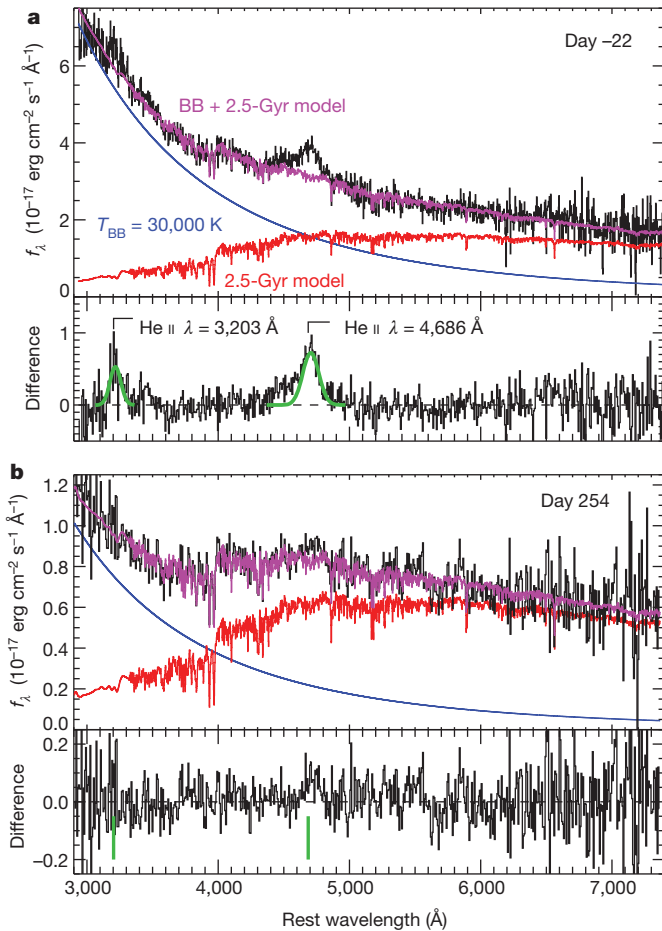 a
Day –22
BB + 2.5-Gyr model
T_BB = 30,000 K
2.5-Gyr model
f_λ (10⁻¹⁷ erg cm⁻² s⁻¹ Å⁻¹)
6
4
2
0
He II λ = 3,203 Å
He II λ = 4,686 Å
Difference
1
0
b
Day 254
f_λ (10⁻¹⁷ erg cm⁻² s⁻¹ Å⁻¹)
1.2
1.0
0.8
0.6
0.4
0.2
0.0
Difference
0.2
0.0
–0.2
3,000 4,000 5,000 6,000 7,000
Rest wavelength (Å)